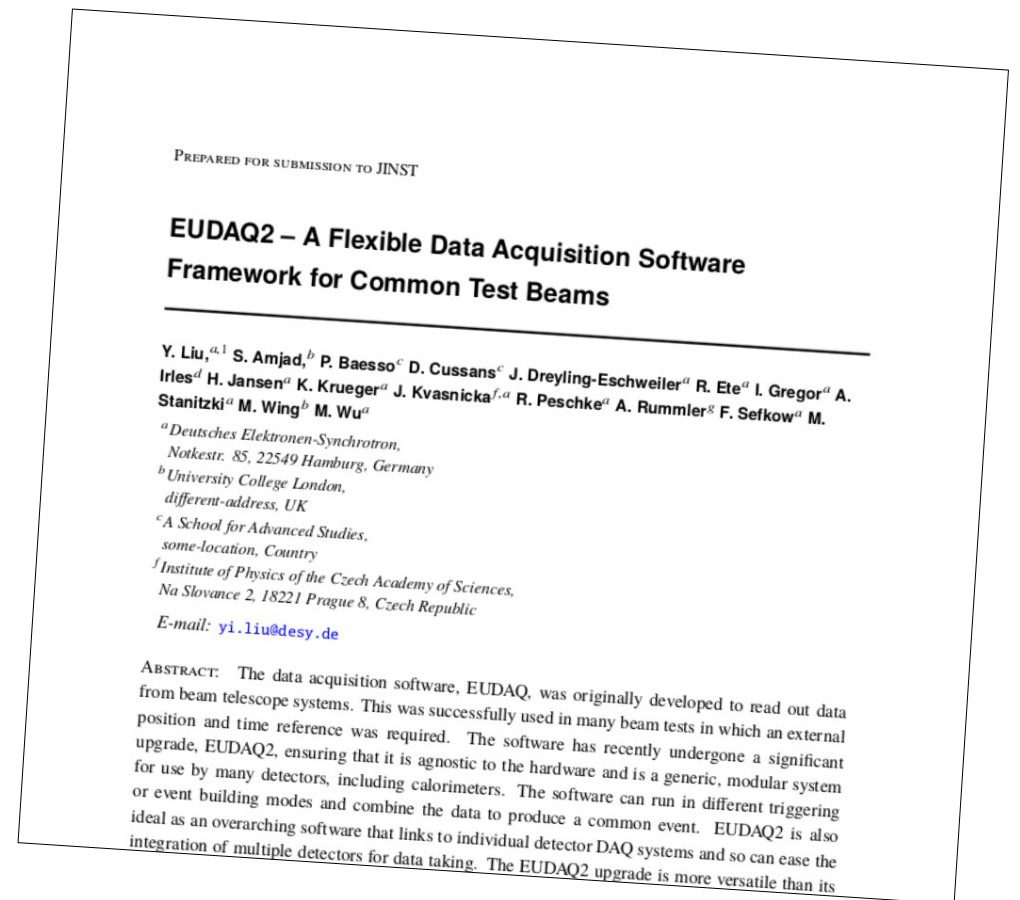 PREPARED FOR SUBMISSION TO JINST
EUDAQ2 – A Flexible Data Acquisition Software
Framework for Common Test Beams
Y. Liu,a,1 S. Amjad,b P. Baessoc D. Cussansc J. Dreyling-Eschweilera R. Etea I. Gregora A.
Irlesd H. Jansena K. Kruegera J. Kvasnickaf,a R. Peschkea A. Rummlerg F. Sefkowa M.
Stanitzkia M. Wingb M. Wua
aDeutsches Elektronen-Synchrotron,
Notkestr. 85, 22549 Hamburg, Germany
bUniversity College London,
different-address, UK
cA School for Advanced Studies,
some-location, Country
fInstitute of Physics of the Czech Academy of Sciences,
Na Slovance 2, 18221 Prague 8, Czech Republic
E-mail: yi.liu@desy.de
ABSTRACT: The data acquisition software, EUDAQ, was originally developed to read out data
from beam telescope systems. This was successfully used in many beam tests in which an external
position and time reference was required. The software has recently undergone a significant
upgrade, EUDAQ2, ensuring that it is agnostic to the hardware and is a generic, modular system
for use by many detectors, including calorimeters. The software can run in different triggering
or event building modes and combine the data to produce a common event. EUDAQ2 is also
ideal as an overarching software that links to individual detector DAQ systems and so can ease the
integration of multiple detectors for data taking. The EUDAQ2 upgrade is more versatile than its